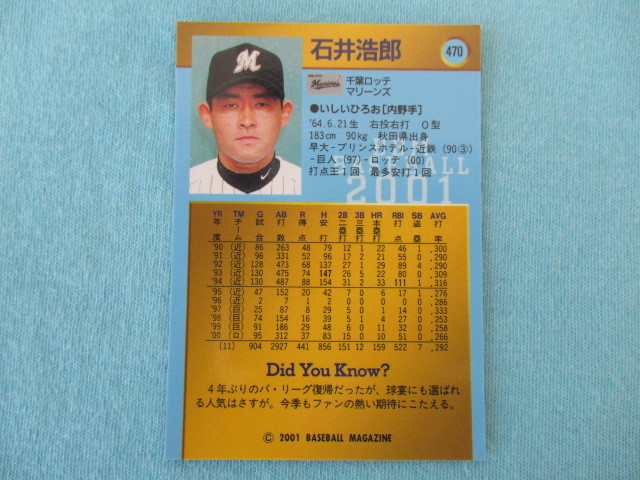 石井浩郎
470
M
Marines
千葉ロッテ
マリーンズ
●いしいひろお[内野手]
'64.6.21生 右投右打 O型
183cm 90kg 秋田県出身
早大-プリンスホテル-近鉄(90③)
-巨人(97)-ロッテ(00)
打点王1回 最多安打1回
BASEBALL
2001
YR TM G AB R H 2B 3B HR RBI SB AVG
年度 チーム 試合 打数 得点 安打 二塁打 三塁打 本塁打 打点 盗塁 打率
'90 (近) 86 263 48 79 12 1 22 46 1 .300
'91 (近) 96 331 52 96 17 2 21 55 0 .290
'92 (近) 128 473 68 137 27 1 29 89 4 .290
'93 (近) 130 475 74 147 26 5 22 80 0 .309
'94 (近) 130 487 88 154 31 2 33 111 1 .316
'95 (近) 47 152 20 42 7 0 6 17 1 .276
'96 (近) 2 7 1 2 0 0 1 2 0 .286
'97 (巨) 25 87 8 29 5 0 1 14 0 .333
'98 (巨) 74 154 16 39 3 1 4 27 0 .253
'99 (巨) 91 186 29 48 6 0 11 32 0 .258
'00 (ロ) 95 312 37 83 15 0 10 51 0 .266
(11) 904 2927 441 856 151 12 159 522 7 .292
Did You Know?
4年ぶりのパ・リーグ復帰だったが、球宴にも選ばれ
る人気はさすが。今季もファンの熱い期待にこたえる。
© 2001 BASEBALL MAGAZINE